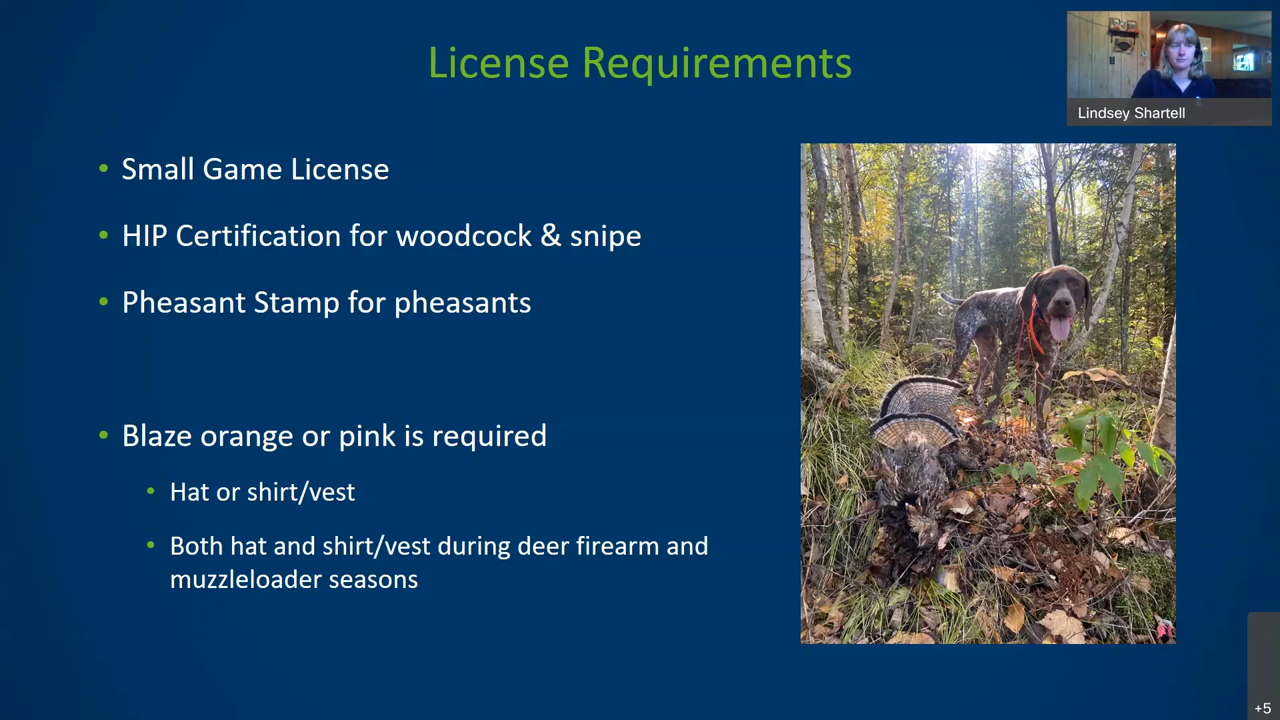 License Requirements
Lindsey Shartell
• Small Game License
• HIP Certification for woodcock & snipe
• Pheasant Stamp for pheasants
• Blaze orange or pink is required
• Hat or shirt/vest
• Both hat and shirt/vest during deer firearm and
muzzleloader seasons
+5